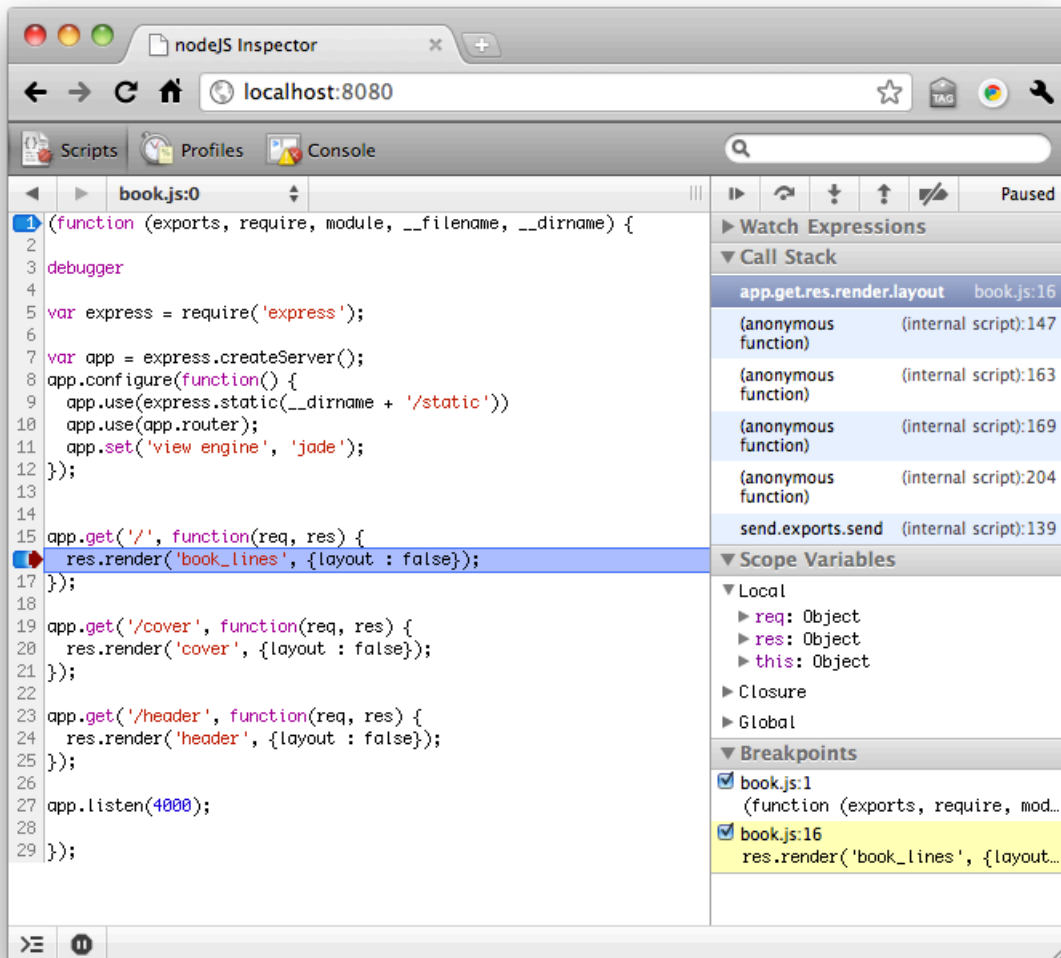 nodeJS Inspector
localhost:8080
TAG
Scripts Profiles Console
book.js:0
Paused
1 (function (exports, require, module, __filename, __dirname) {
2
3 debugger
4
5 var express = require('express');
6
7 var app = express.createServer();
8 app.configure(function() {
9 app.use(express.static(__dirname + '/static'))
10 app.use(app.router);
11 app.set('view engine', 'jade');
12 });
13
14
15 app.get('/', function(req, res) {
res.render('book_lines', {layout : false});
17 });
18
19 app.get('/cover', function(req, res) {
20 res.render('cover', {layout : false});
21 });
22
23 app.get('/header', function(req, res) {
24 res.render('header', {layout : false});
25 });
26
27 app.listen(4000);
28
29 });
Watch Expressions
Call Stack
app.get.res.render.layout book.js:16
(anonymous (internal script):147
function)
(anonymous (internal script):163
function)
(anonymous (internal script):169
function)
(anonymous (internal script):204
function)
send.exports.send (internal script):139
Scope Variables
Local
req: Object
res: Object
this: Object
Closure
Global
Breakpoints
book.js:1
(function (exports, require, mod…
book.js:16
res.render('book_lines', {layout…